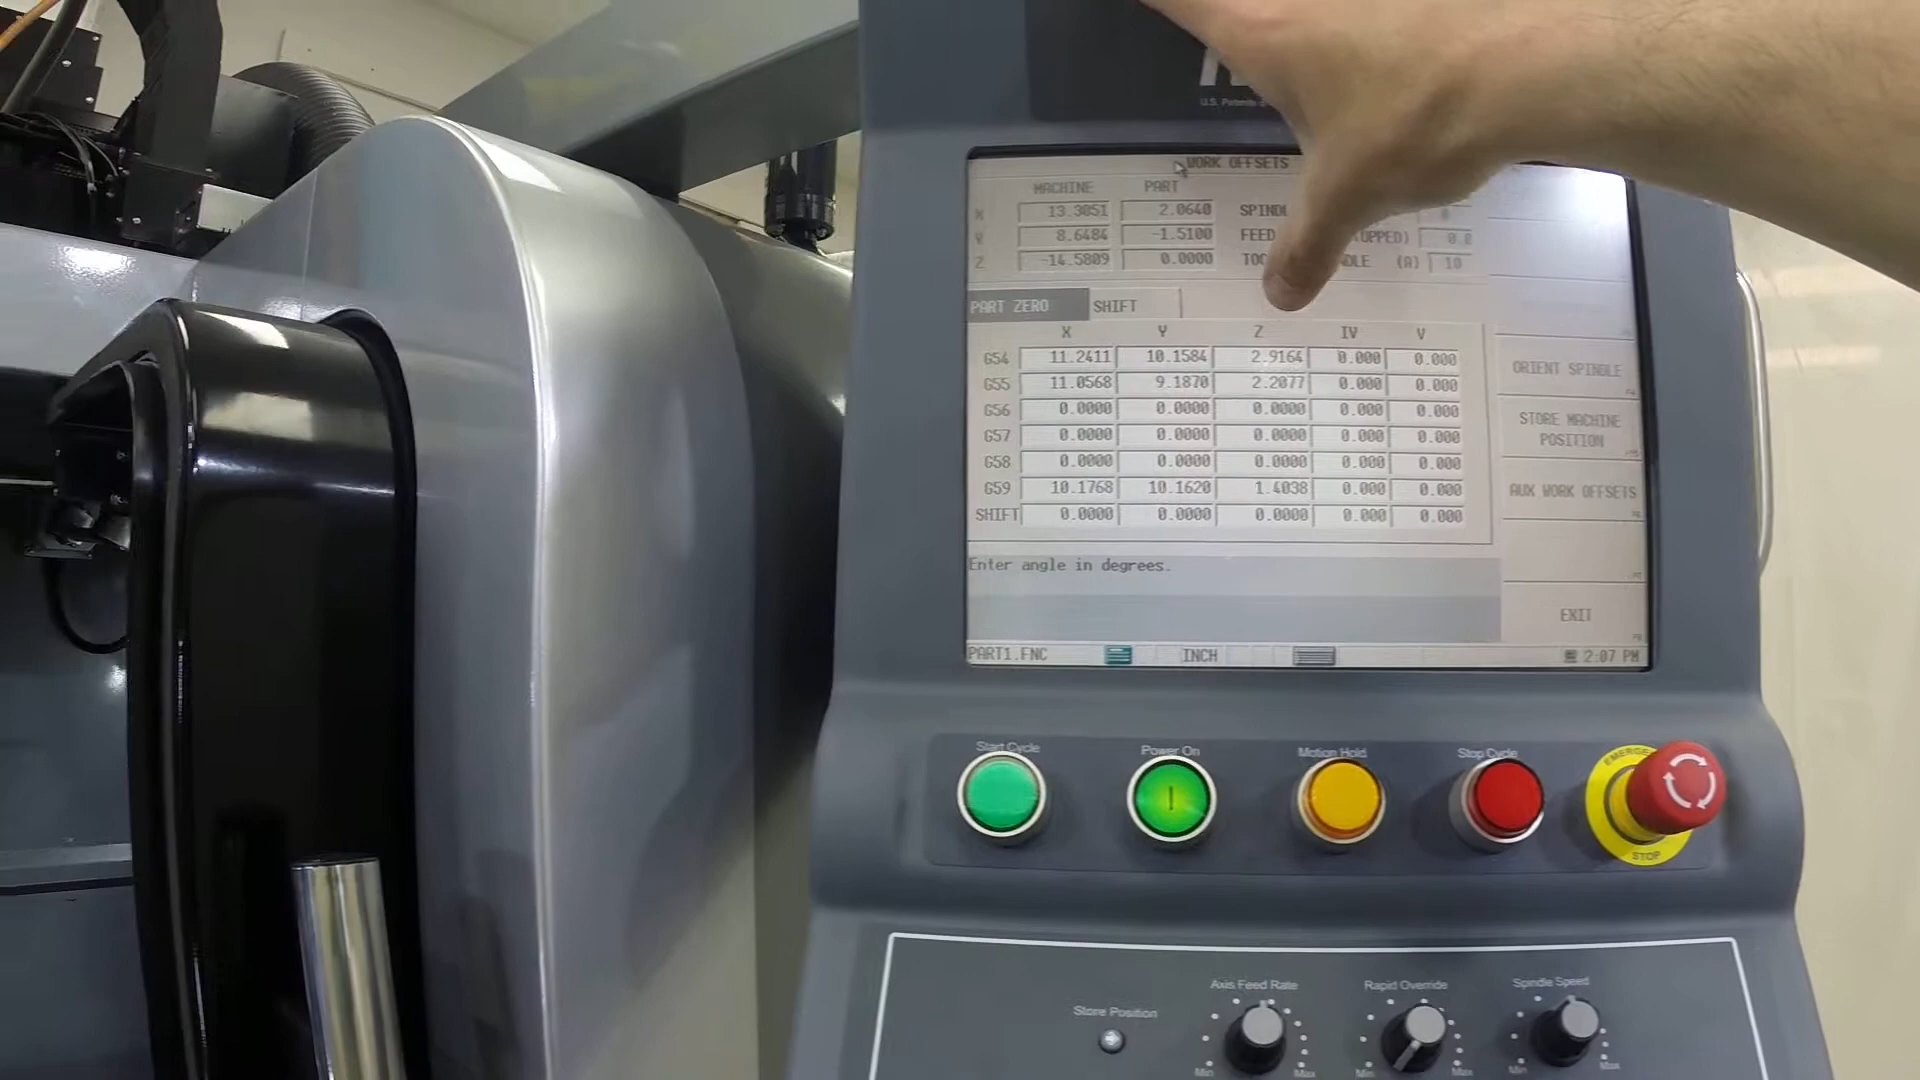 U.S. Patents
WORK OFFSETS
MACHINE PART
X 13.3051 2.0640 0
Y 8.6484 -1.5100 FEED 0.0
Z -14.5809 0.0000 (A) 10
PART ZERO SHIFT
X Y Z IV V
G54 11.2411 10.1584 2.9164 0.000 0.000
G55 11.0568 9.1870 2.2077 0.000 0.000
G56 0.0000 0.0000 0.0000 0.000 0.000
G57 0.0000 0.0000 0.0000 0.000 0.000
G58 0.0000 0.0000 0.0000 0.000 0.000
G59 10.1768 10.1620 1.4038 0.000 0.000
SHIFT 0.0000 0.0000 0.0000 0.000 0.000
ORIENT SPINDLE
STORE MACHINE
POSITION
AUX WORK OFFSETS
EXIT
Enter angle in degrees.
PART1.FNC INCH 2:07 PM
Start Cycle Power On Motion Hold Stop Cycle
STOP
Store Position
Axis Feed Rate
Min Max
Rapid Override
Min Max
Spindle Speed
Min Max